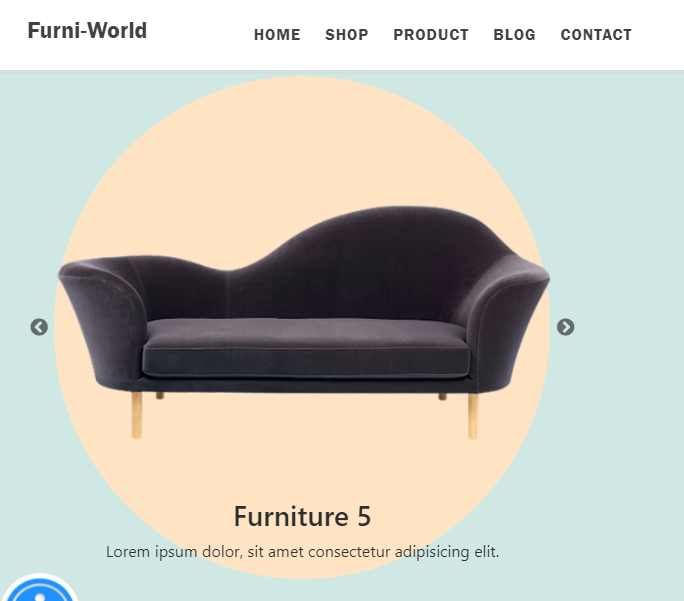 Furni-World
HOME SHOP PRODUCT BLOG CONTACT
Furniture 5
Lorem ipsum dolor, sit amet consectetur adipisicing elit.